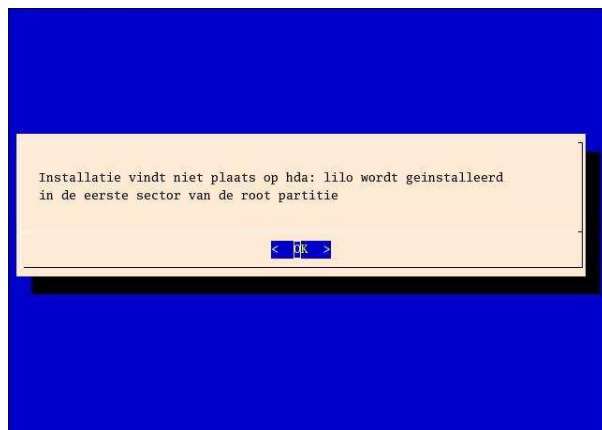 Installatie vindt niet plaats op hda: lilo wordt geinstalleerd
in de eerste sector van de root partitie
< OK >